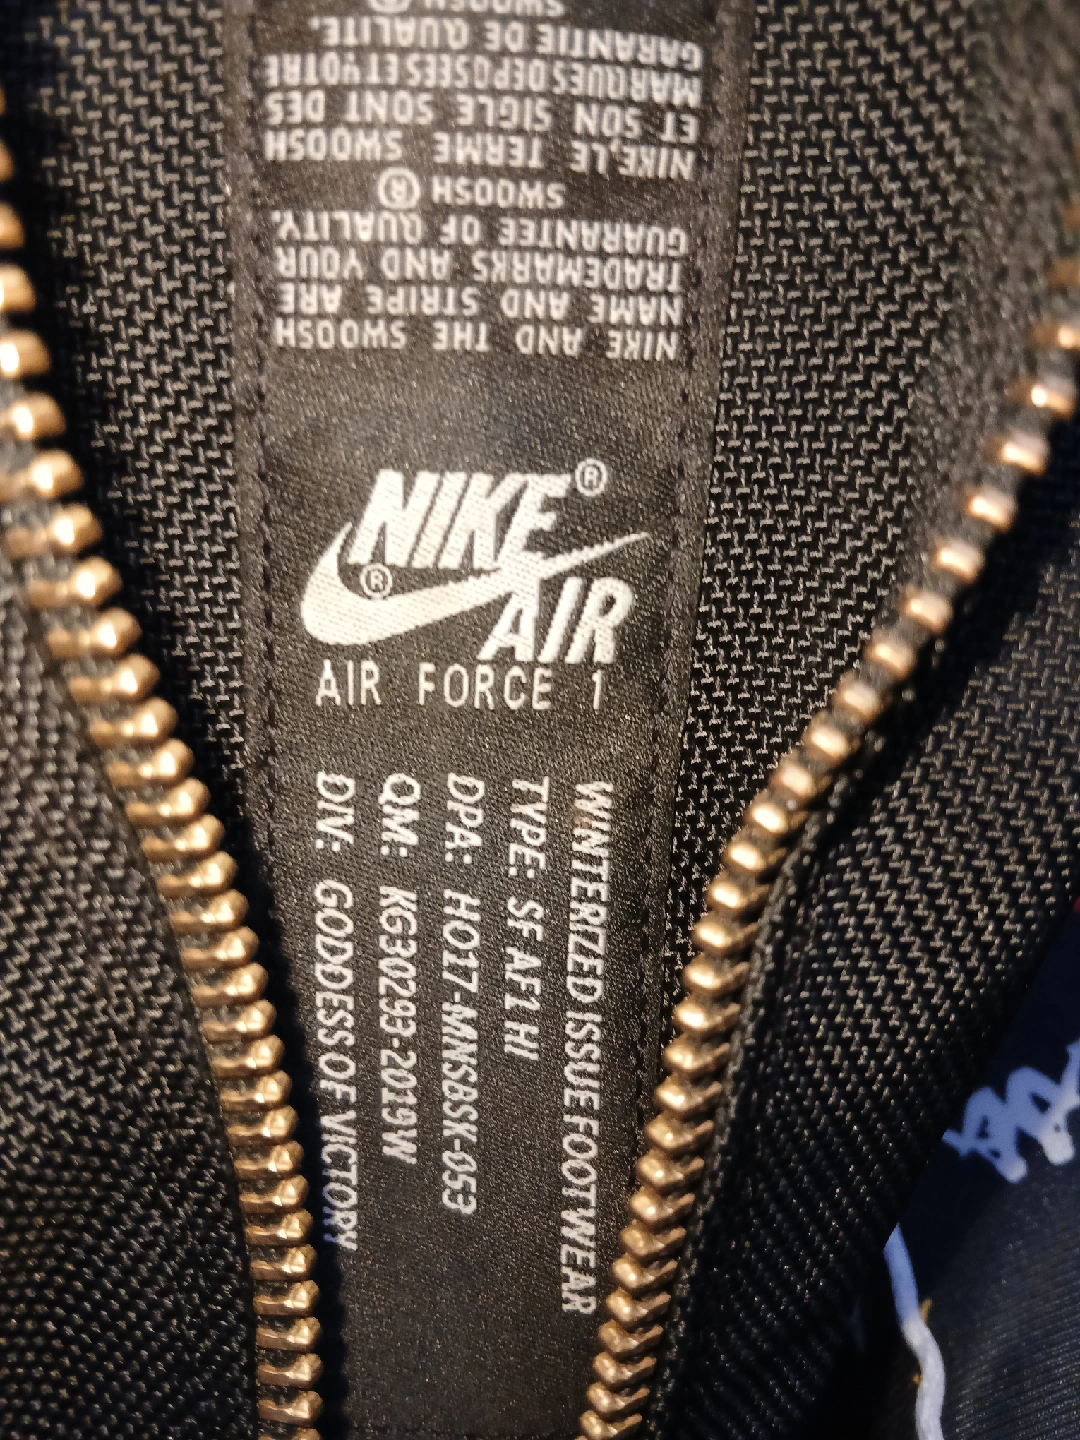 NIKE AND THE SWOOSH
NAME AND STRIPE ARE
TRADEMARKS AND YOUR
GUARANTEE OF QUALITY.
SWOOSH ®
NIKE, LE TERME SWOOSH
ET SON SIGLE SONT DES
MARQUES DEPOSEES ET VOTRE
GARANTIE DE QUALITE.
SWOOSH ®
NIKE®
®
AIR
AIR FORCE 1
WINTERIZED ISSUE FOOTWEAR
TYPE: SF AF1 HI
DPA: HO17-MNSBSK-053
QM: KG30293-2019W
DIV: GODDESS OF VICTORY